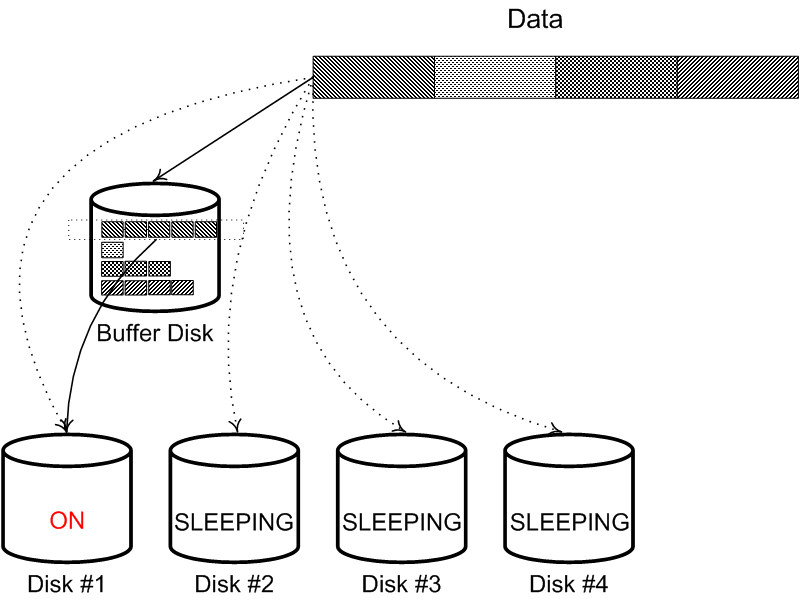 Data
Buffer Disk
ON
SLEEPING
SLEEPING
SLEEPING
Disk #1
Disk #2
Disk #3
Disk #4